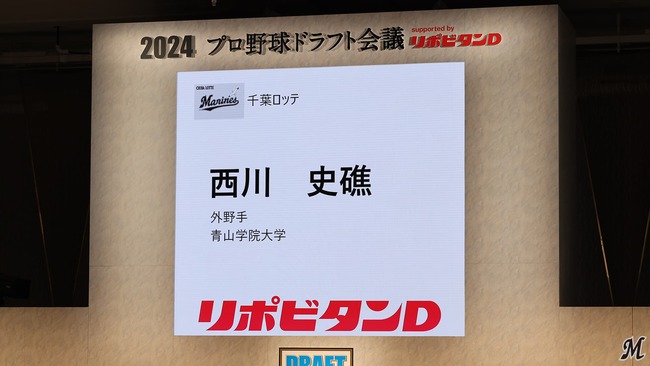 supported by
2024 プロ野球ドラフト会議 リポビタンD
CHIBA LOTTE
Marines 千葉ロッテ
西川 史礁
外野手
青山学院大学
リポビタンD
DRAFT
M